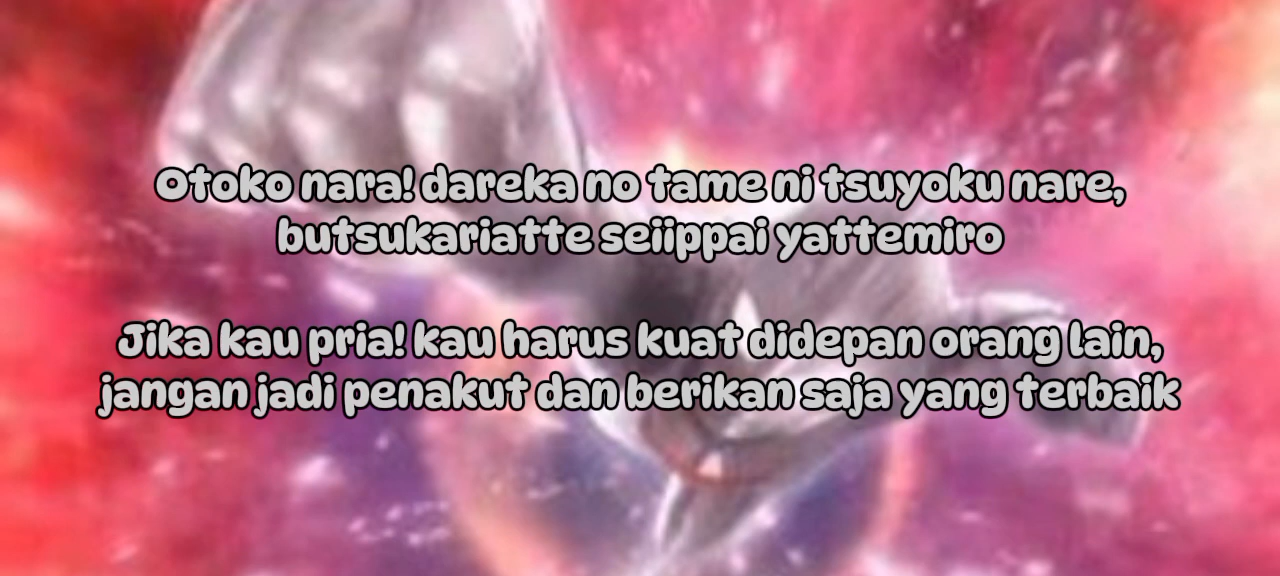 Otoko nara! dareka no tame ni tsuyoku nare,
butsukariatte seiippai yattemiro
Jika kau pria! kau harus kuat didepan orang lain,
jangan jadi penakut dan berikan saja yang terbaik